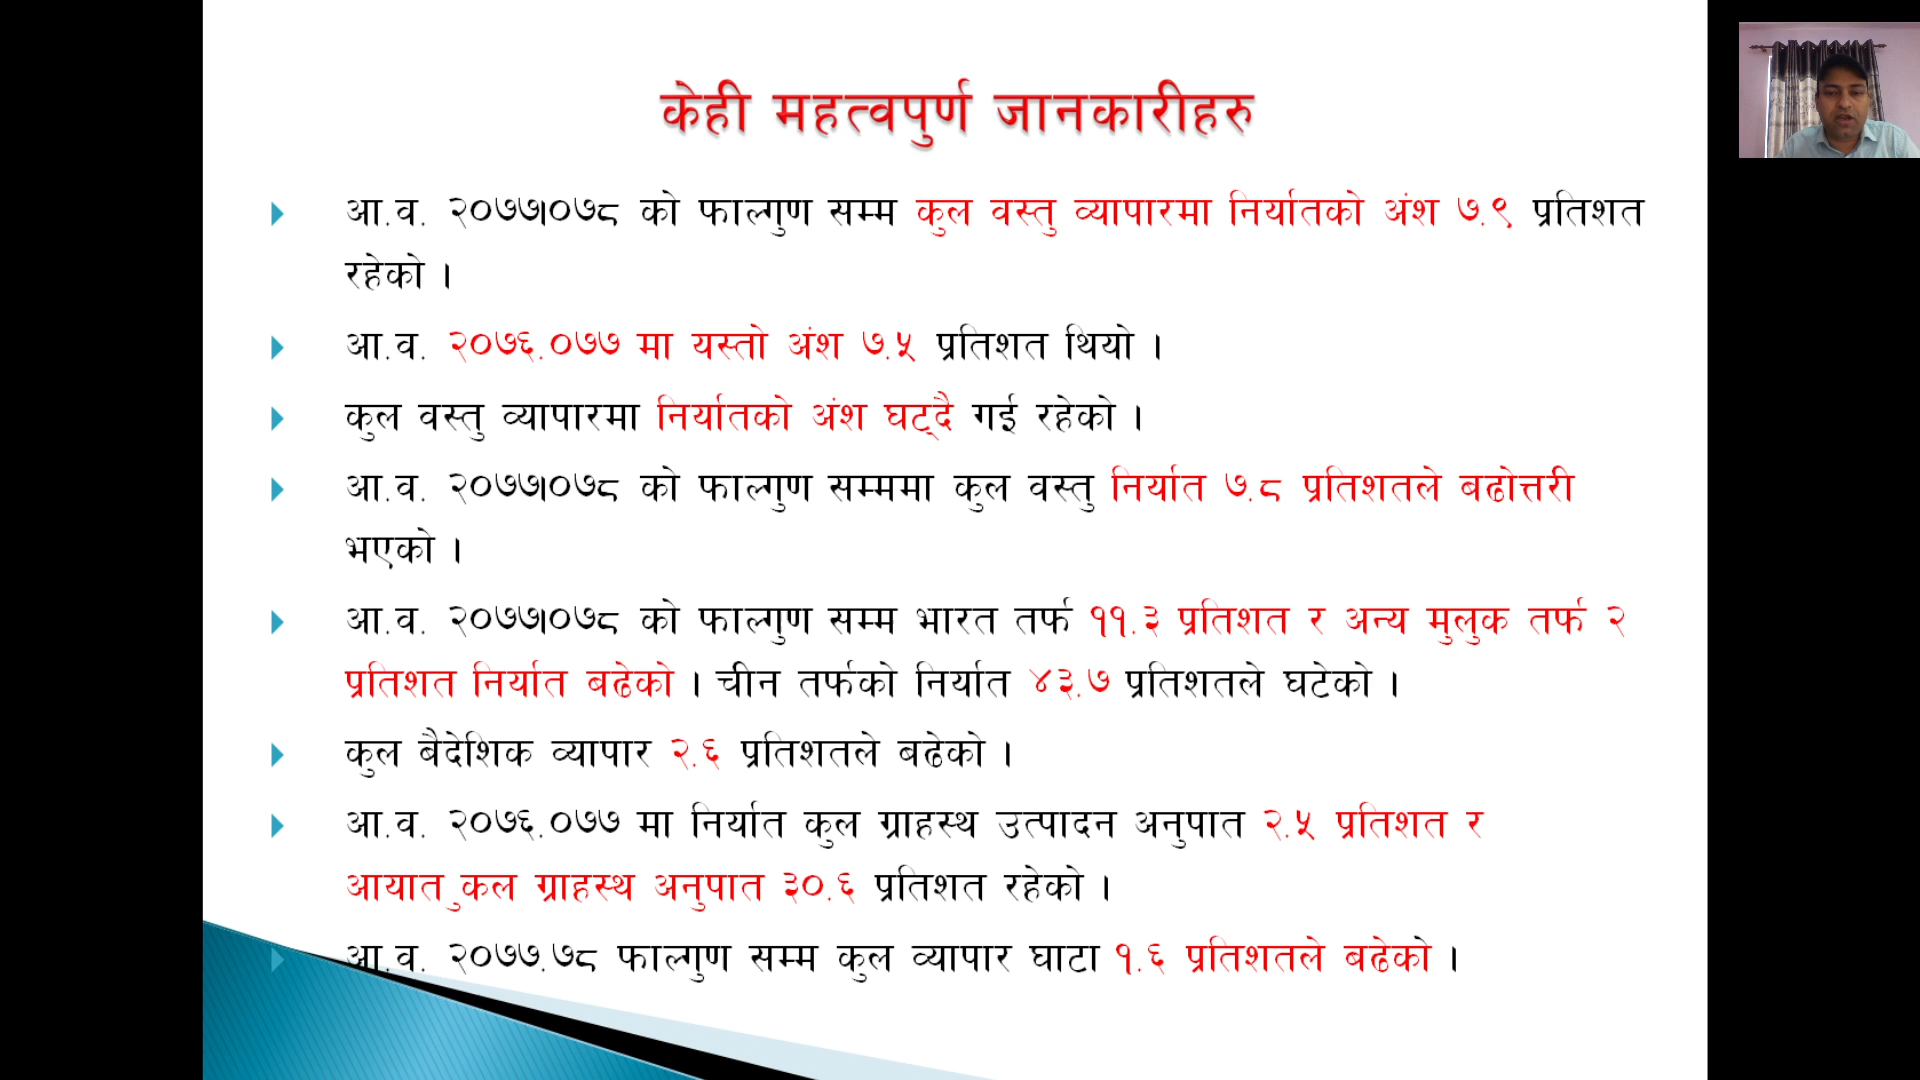 केही महत्वपुर्ण जानकारीहरु
आ.व. २०७७।०७८ को फाल्गुण सम्म कुल वस्तु व्यापारमा निर्यातको अंश ७.९ प्रतिशत
रहेको ।
आ.व. २०७६.०७७ मा यस्तो अंश ७.५ प्रतिशत थियो ।
कुल वस्तु व्यापारमा निर्यातको अंश घट्दै गई रहेको ।
आ.व. २०७७।०७८ को फाल्गुण सम्ममा कुल वस्तु निर्यात ७.८ प्रतिशतले बढोत्तरी
भएको ।
आ.व. २०७७।०७८ को फाल्गुण सम्म भारत तर्फ ११.३ प्रतिशत र अन्य मुलुक तर्फ २
प्रतिशत निर्यात बढेको । चीन तर्फको निर्यात ४३.७ प्रतिशतले घटेको ।
कुल बैदेशिक व्यापार २.६ प्रतिशतले बढेको ।
आ.व. २०७६.०७७ मा निर्यात कुल ग्राहस्थ उत्पादन अनुपात २.५ प्रतिशत र
आयात ुकल ग्राहस्थ अनुपात ३०.६ प्रतिशत रहेको ।
आ.व. २०७७.७८ फाल्गुण सम्म कुल व्यापार घाटा १.६ प्रतिशतले बढेको ।